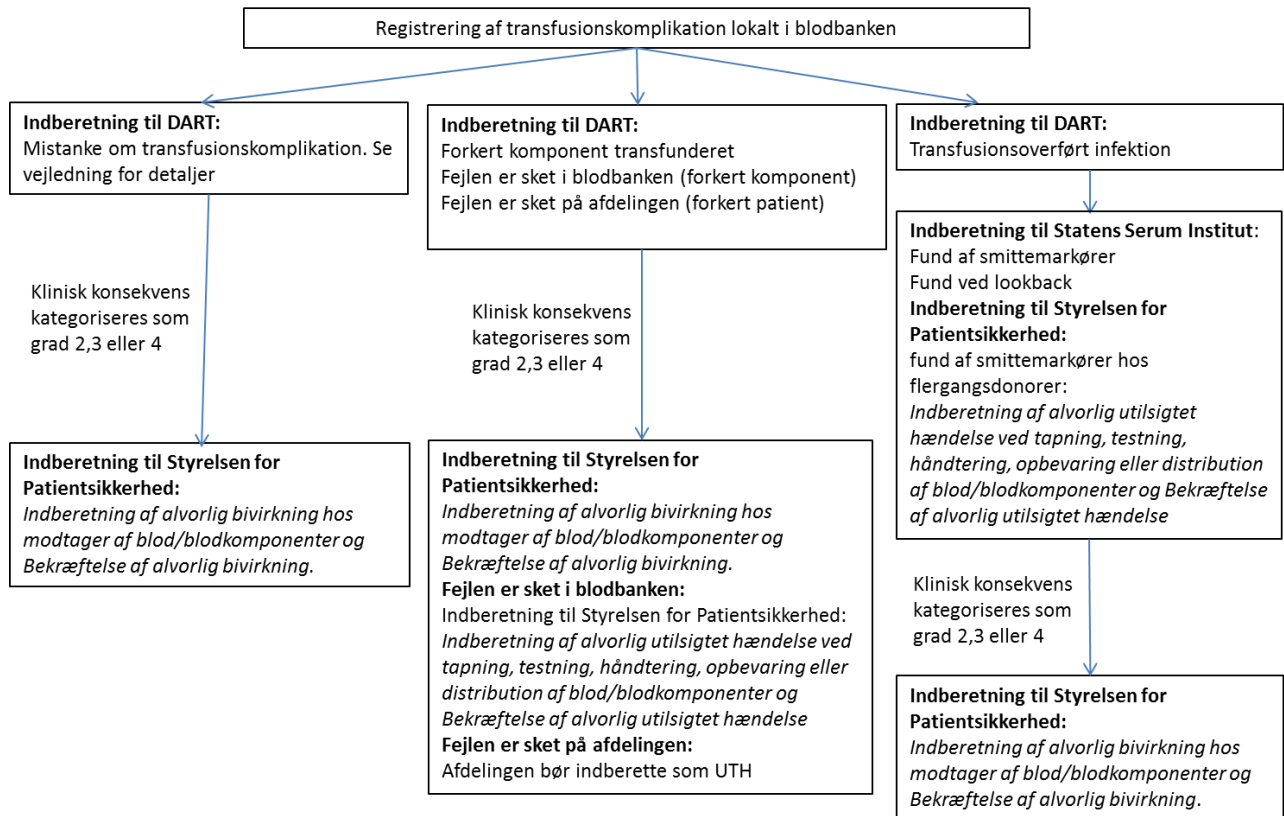 Registrering af transfusionskomplikation lokalt i blodbanken
Indberetning til DART:
Mistanke om transfusionskomplikation. Se
vejledning for detaljer
Klinisk konsekvens
kategoriseres som
grad 2,3 eller 4
Indberetning til Styrelsen for
Patientsikkerhed:
Indberetning af alvorlig bivirkning hos
modtager af blod/blodkomponenter og
Bekræftelse af alvorlig bivirkning.
Indberetning til DART:
Forkert komponent transfunderet
Fejlen er sket i blodbanken (forkert komponent)
Fejlen er sket på afdelingen (forkert patient)
Klinisk konsekvens
kategoriseres som
grad 2,3 eller 4
Indberetning til Styrelsen for
Patientsikkerhed:
Indberetning af alvorlig bivirkning hos
modtager af blod/blodkomponenter og
Bekræftelse af alvorlig bivirkning.
Fejlen er sket i blodbanken:
Indberetning til Styrelsen for Patientsikkerhed:
Indberetning af alvorlig utilsigtet hændelse ved
tapning, testning, håndtering, opbevaring eller
distribution af blod/blodkomponenter og
Bekræftelse af alvorlig utilsigtet hændelse
Fejlen er sket på afdelingen:
Afdelingen bør indberette som UTH
Indberetning til DART:
Transfusionsoverført infektion
Indberetning til Statens Serum Institut:
Fund af smittemarkører
Fund ved lookback
Indberetning til Styrelsen for
Patientsikkerhed:
fund af smittemarkører hos
flergangsdonorer:
Indberetning af alvorlig utilsigtet
hændelse ved tapning, testning,
håndtering, opbevaring eller distribution
af blod/blodkomponenter og Bekræftelse
af alvorlig utilsigtet hændelse
Klinisk konsekvens
kategoriseres som
grad 2,3 eller 4
Indberetning til Styrelsen for
Patientsikkerhed:
Indberetning af alvorlig bivirkning hos
modtager af blod/blodkomponenter og
Bekræftelse af alvorlig bivirkning.